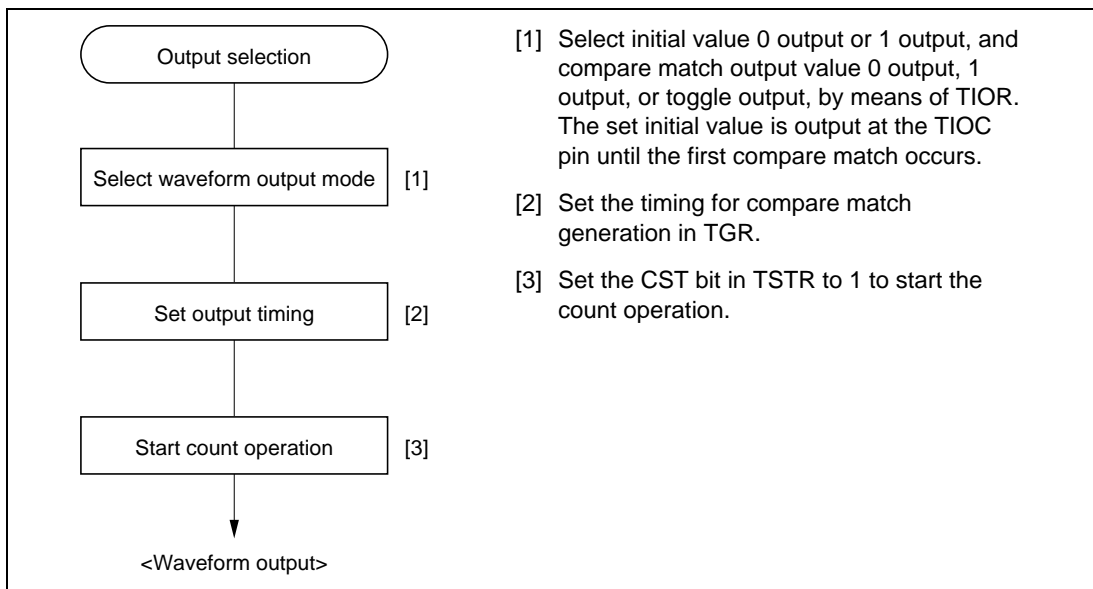 Output selection
Select waveform output mode [1]
Set output timing [2]
Start count operation [3]
<Waveform output>
[1] Select initial value 0 output or 1 output, and
compare match output value 0 output, 1
output, or toggle output, by means of TIOR.
The set initial value is output at the TIOC
pin until the first compare match occurs.
[2] Set the timing for compare match
generation in TGR.
[3] Set the CST bit in TSTR to 1 to start the
count operation.